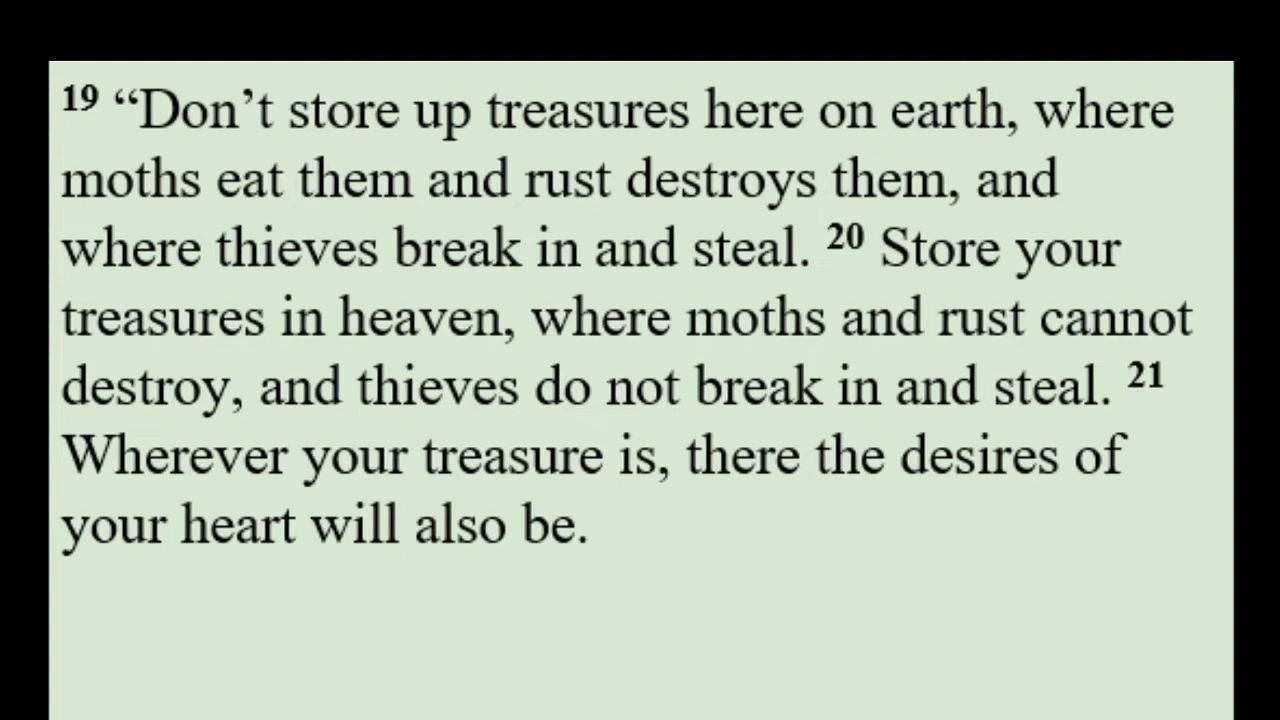 19 “Don’t store up treasures here on earth, where
moths eat them and rust destroys them, and
where thieves break in and steal. 20 Store your
treasures in heaven, where moths and rust cannot
destroy, and thieves do not break in and steal. 21
Wherever your treasure is, there the desires of
your heart will also be.